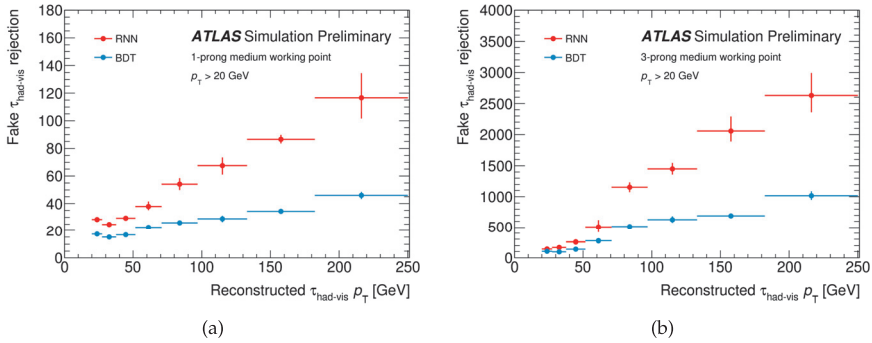 180
160
140
120
100
80
60
40
20
0
Fake τhad-vis rejection
RNN
BDT
ATLAS Simulation Preliminary
1-prong medium working point
pT > 20 GeV
0 50 100 150 200 250
Reconstructed τhad-vis pT [GeV]
(a)
4000
3500
3000
2500
2000
1500
1000
500
0
Fake τhad-vis rejection
RNN
BDT
ATLAS Simulation Preliminary
3-prong medium working point
pT > 20 GeV
0 50 100 150 200 250
Reconstructed τhad-vis pT [GeV]
(b)